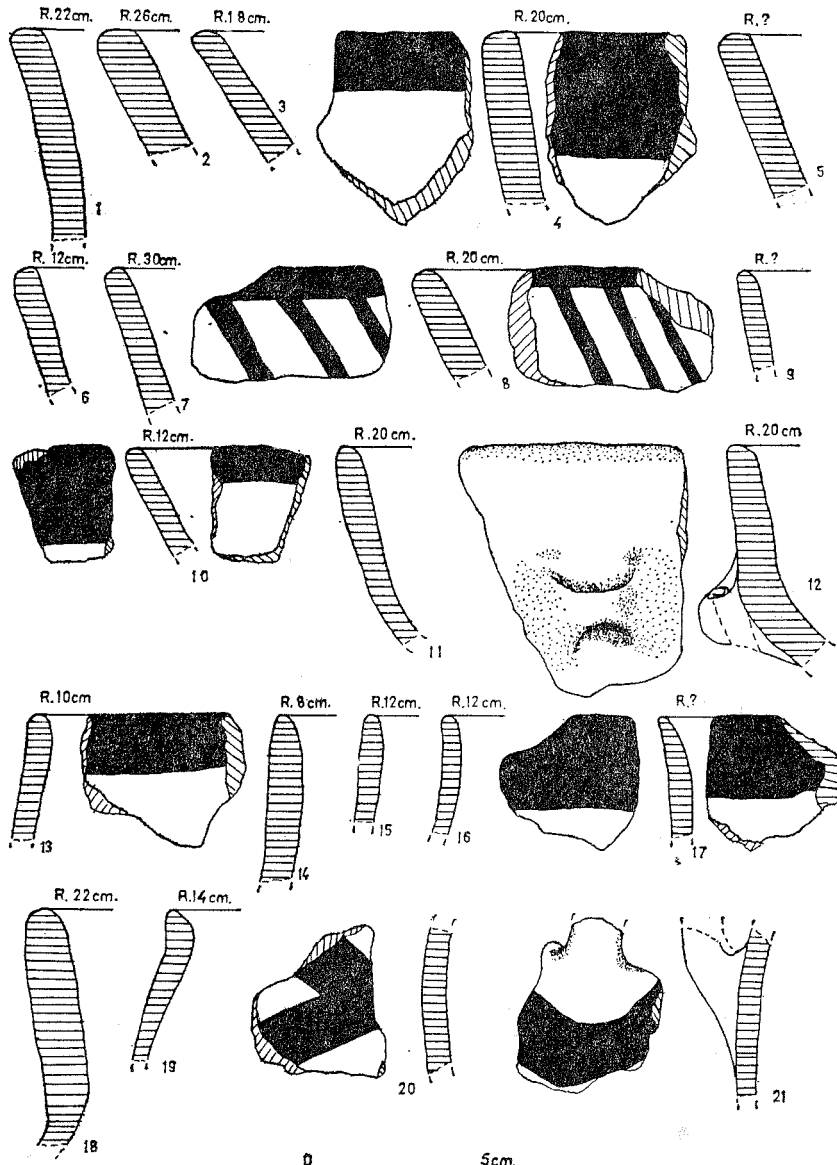 R. 22cm. R. 26cm. R. 18cm. R. 20cm. R. ?
1 2 3 4 5
R. 12cm. R. 30cm. R. 20cm. R. ?
6 7 8 9
R. 12cm. R. 20cm. R. 20cm
10 11 12
R. 10cm R. 8cm. R. 12cm. R. 12cm R. ?
13 14 15 16 17
R. 22cm. R. 14cm.
18 19 20 21
0 5cm.